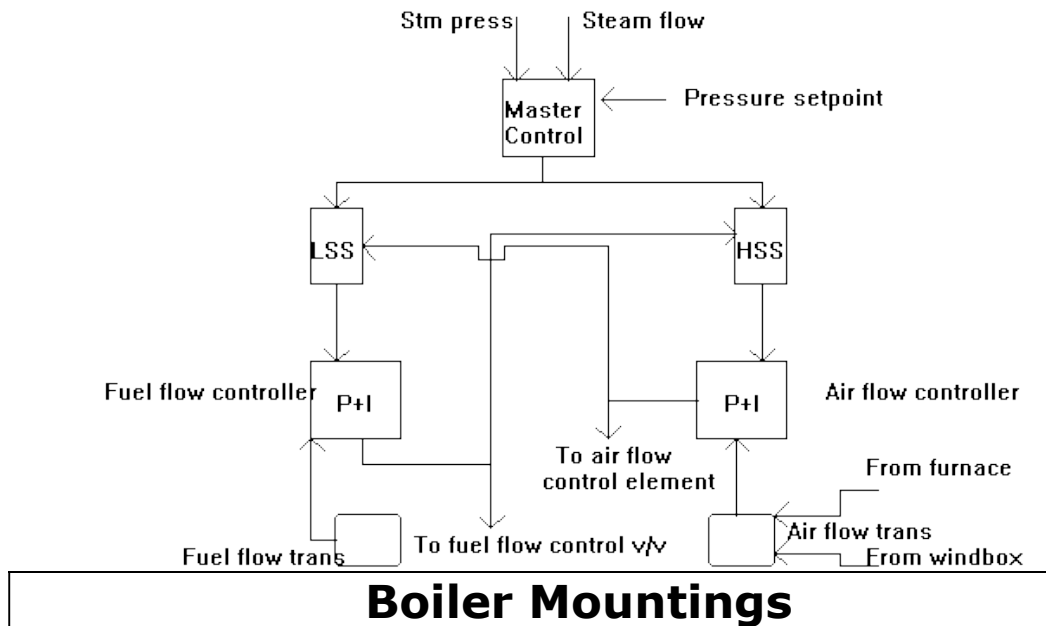 Stm press Steam flow
Pressure setpoint
Master
Control
LSS
HSS
Fuel flow controller
P+I
P+I
Air flow controller
To air flow
control element
From furnace
Fuel flow trans
To fuel flow control v/v
Air flow trans
From windbox
Boiler Mountings